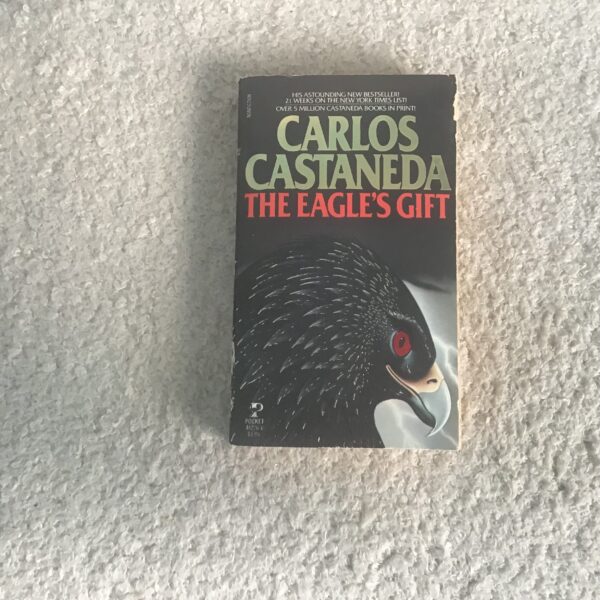 HIS ASTOUNDING NEW BESTSELLER!
21 WEEKS ON THE NEW YORK TIMES LIST!
OVER 5 MILLION CASTANEDA BOOKS IN PRINT!
CARLOS
CASTANEDA
THE EAGLE'S GIFT
POCKET